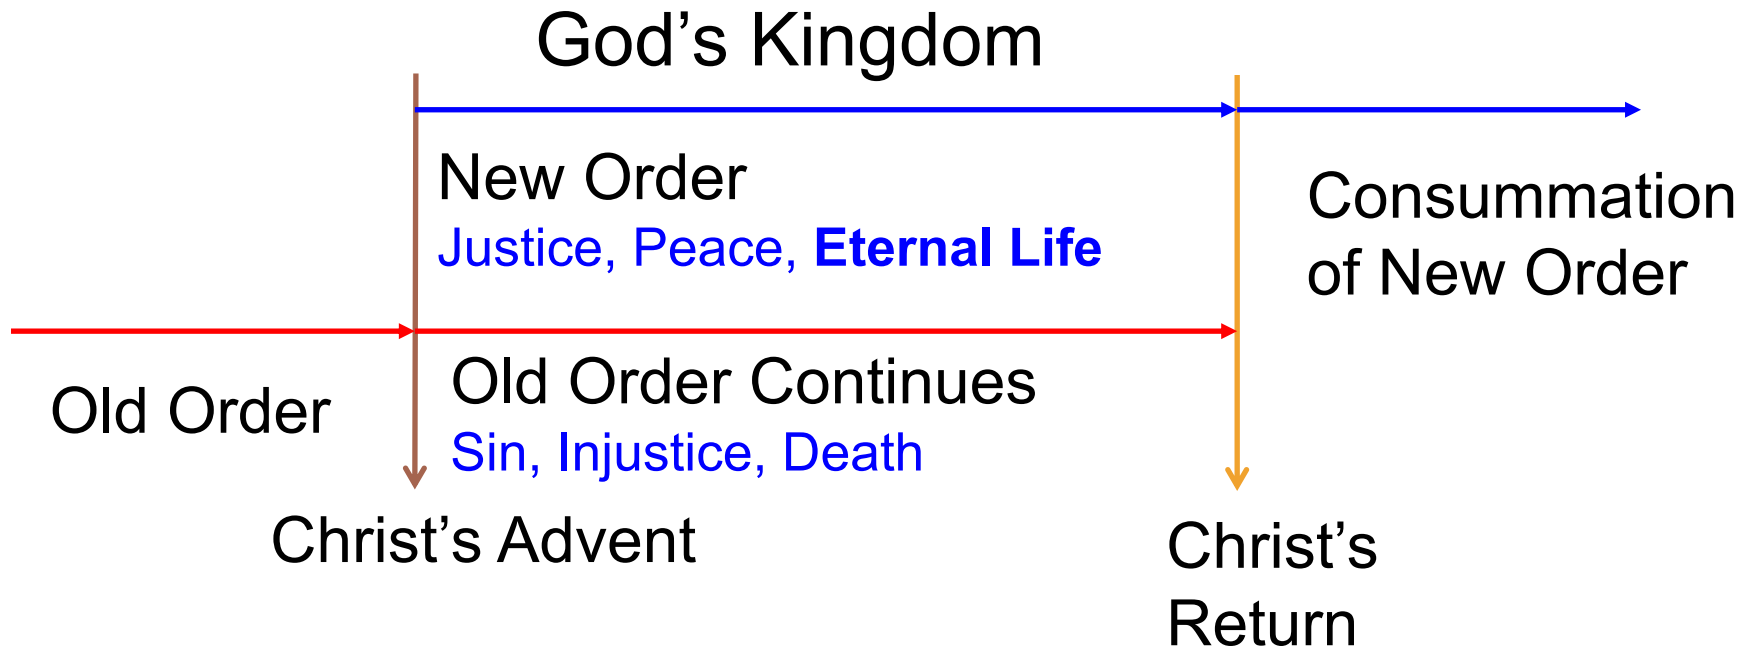 God’s Kingdom
New Order
Justice, Peace, Eternal Life
Consummation
of New Order
Old Order
Old Order Continues
Sin, Injustice, Death
Christ’s Advent
Christ’s
Return